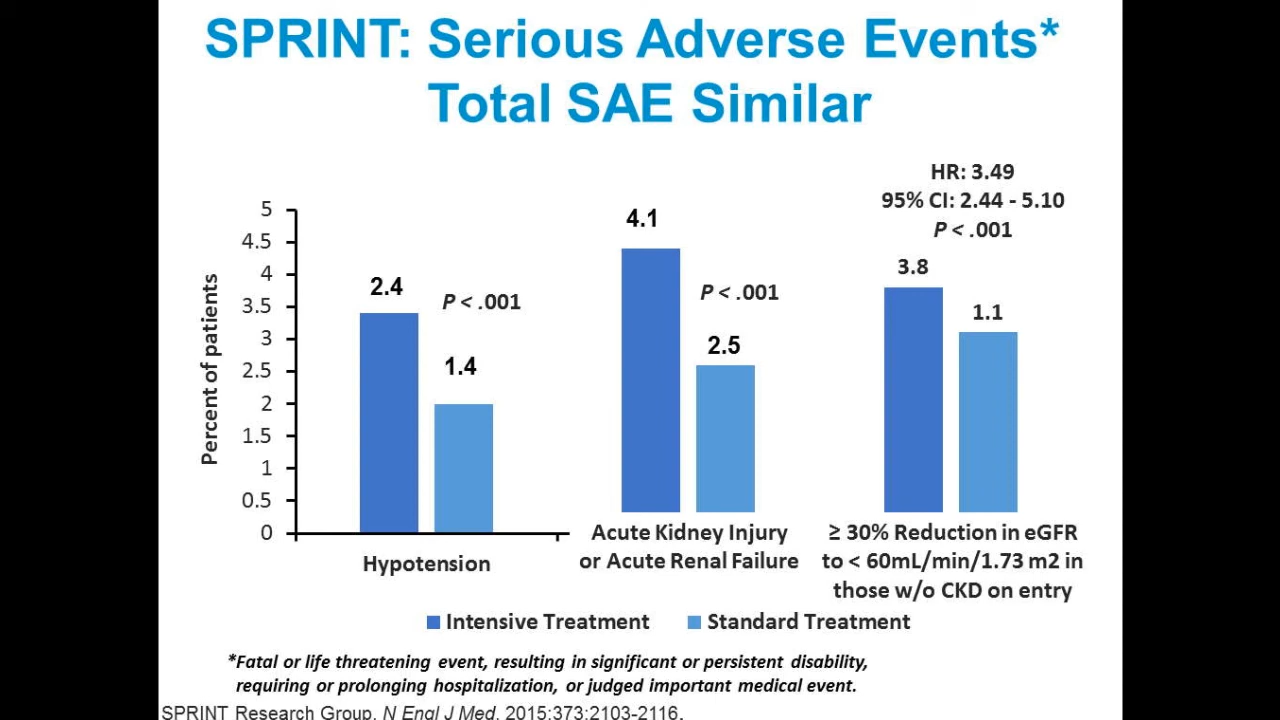 SPRINT: Serious Adverse Events*
Total SAE Similar
HR: 3.49
95% CI: 2.44 - 5.10
P < .001
Percent of patients
5
4.5
4
3.5
3
2.5
2
1.5
1
0.5
0
2.4
P < .001
1.4
4.1
P < .001
2.5
3.8
1.1
Hypotension
Acute Kidney Injury
or Acute Renal Failure
≥ 30% Reduction in eGFR
to < 60mL/min/1.73 m2 in
those w/o CKD on entry
Intensive Treatment
Standard Treatment
*Fatal or life threatening event, resulting in significant or persistent disability,
requiring or prolonging hospitalization, or judged important medical event.
SPRINT Research Group. N Engl J Med. 2015;373:2103-2116.